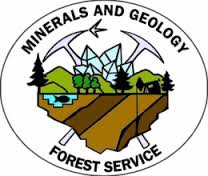 MINERALS AND GEOLOGY
FOREST SERVICE